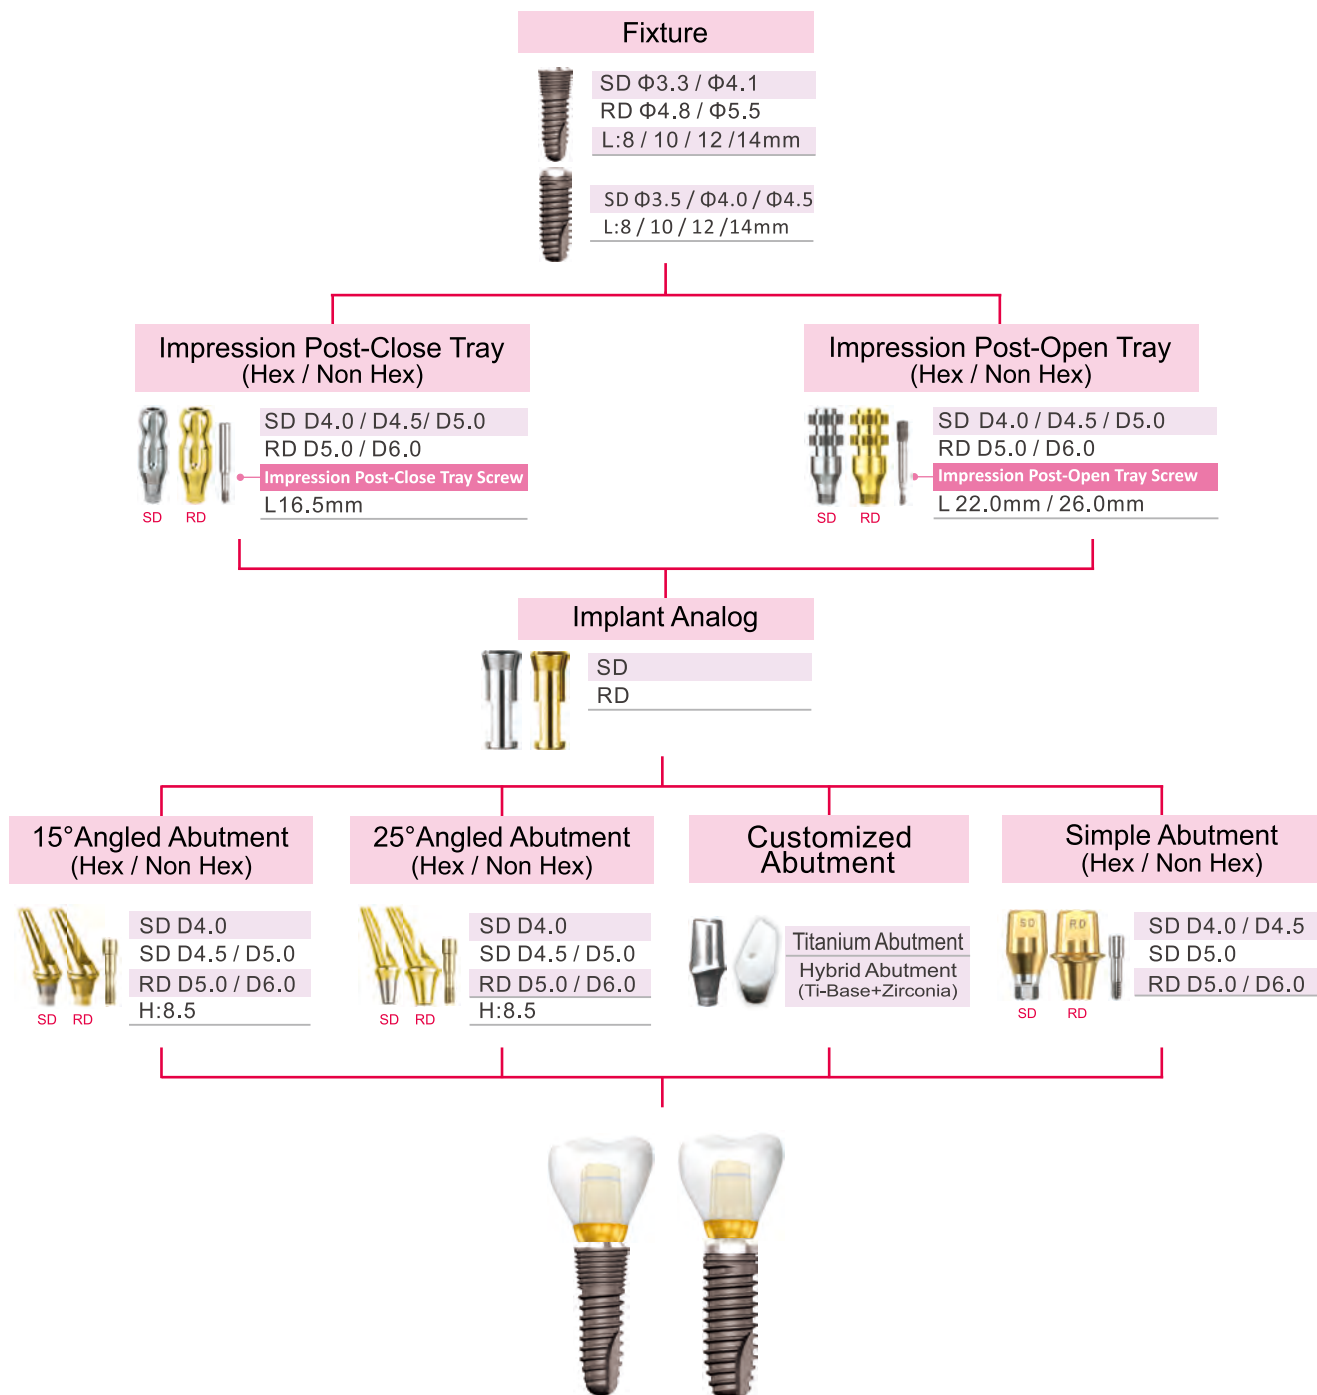 Fixture
SD Φ3.3 / Φ4.1
RD Φ4.8 / Φ5.5
L:8 / 10 / 12 /14mm
SD Φ3.5 / Φ4.0 / Φ4.5
L:8 / 10 / 12 /14mm
Impression Post-Close Tray
(Hex / Non Hex)
SD D4.0 / D4.5/ D5.0
RD D5.0 / D6.0
Impression Post-Close Tray Screw
L16.5mm
SD RD
Impression Post-Open Tray
(Hex / Non Hex)
SD D4.0 / D4.5 / D5.0
RD D5.0 / D6.0
Impression Post-Open Tray Screw
L 22.0mm / 26.0mm
SD RD
Implant Analog
SD
RD
15°Angled Abutment
(Hex / Non Hex)
SD D4.0
SD D4.5 / D5.0
RD D5.0 / D6.0
H:8.5
SD RD
25°Angled Abutment
(Hex / Non Hex)
SD D4.0
SD D4.5 / D5.0
RD D5.0 / D6.0
H:8.5
SD RD
Customized
Abutment
Titanium Abutment
Hybrid Abutment
(Ti-Base+Zirconia)
Simple Abutment
(Hex / Non Hex)
SD RD
SD D4.0 / D4.5
SD D5.0
RD D5.0 / D6.0
SD RD